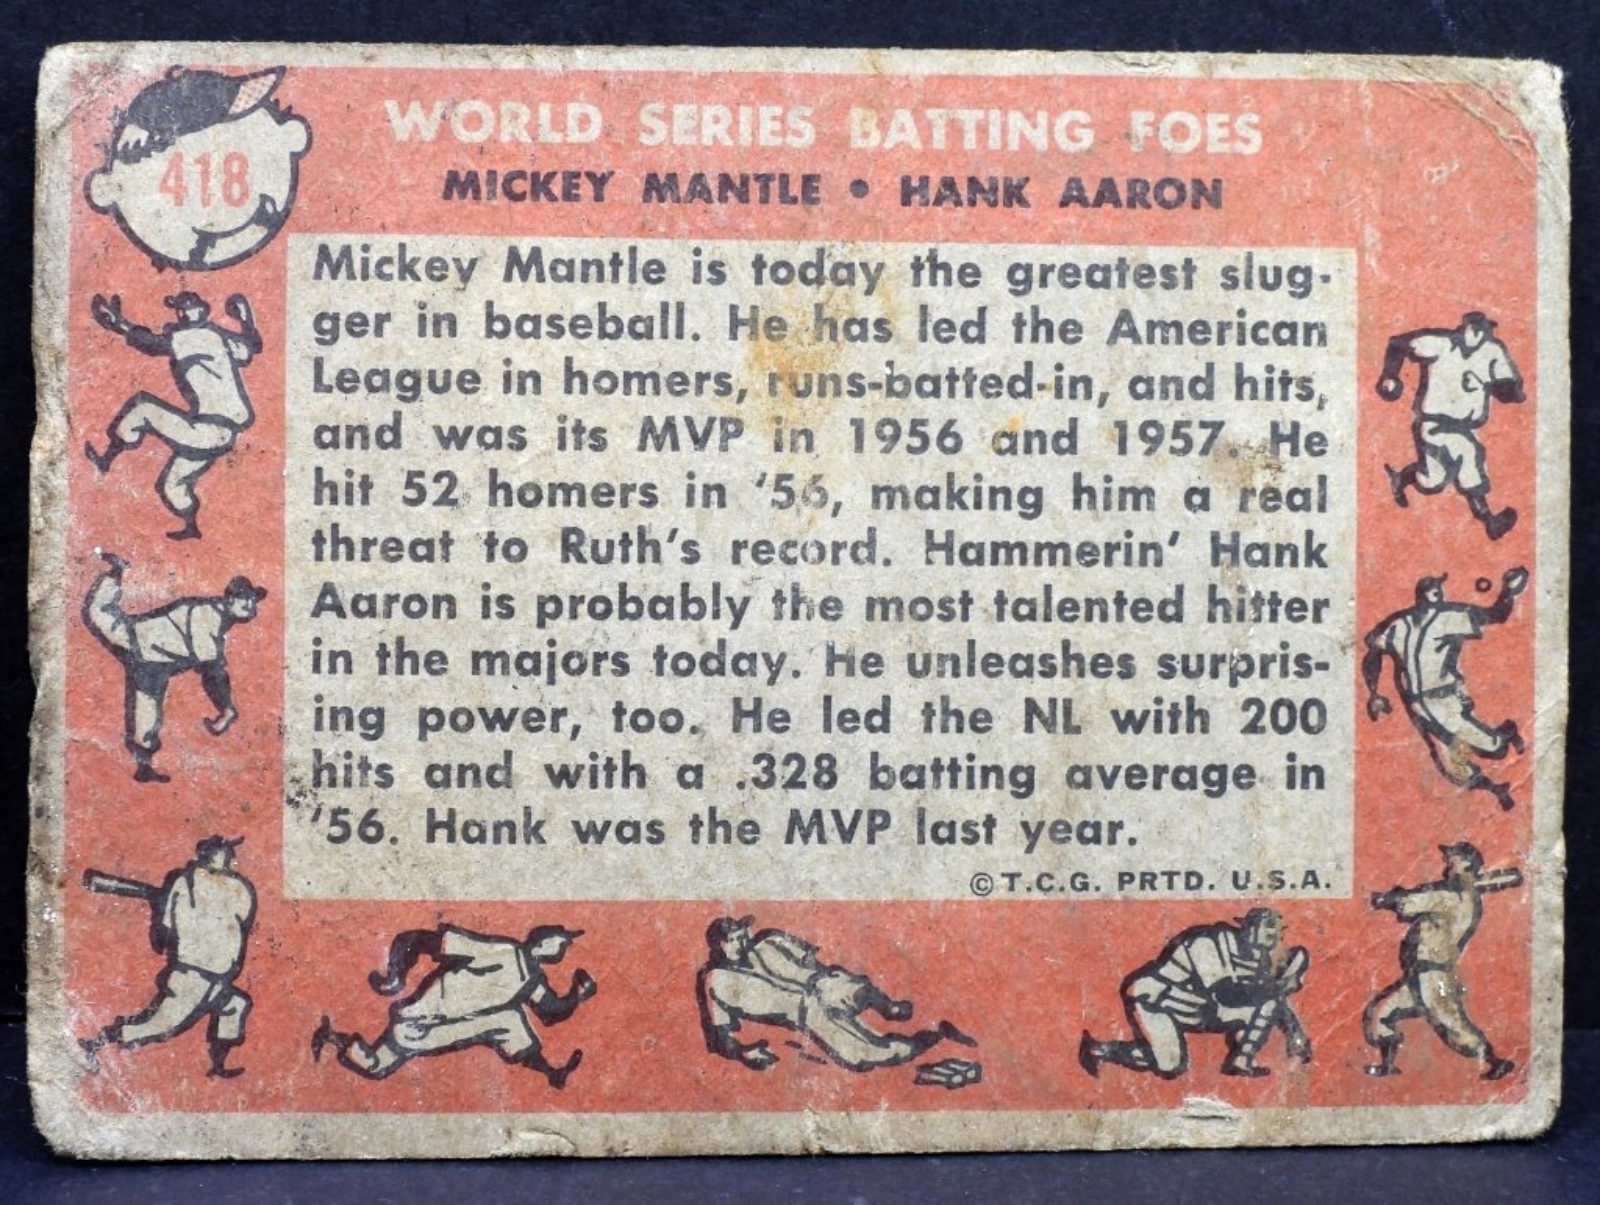 418
WORLD SERIES BATTING FOES
MICKEY MANTLE • HANK AARON
Mickey Mantle is today the greatest slug-
ger in baseball. He has led the American
League in homers, runs-batted-in, and hits,
and was its MVP in 1956 and 1957. He
hit 52 homers in '56, making him a real
threat to Ruth's record. Hammerin' Hank
Aaron is probably the most talented hitter
in the majors today. He unleashes surpris-
ing power, too. He led the NL with 200
hits and with a .328 batting average in
'56. Hank was the MVP last year.
© T.C.G. PRTD. U.S.A.